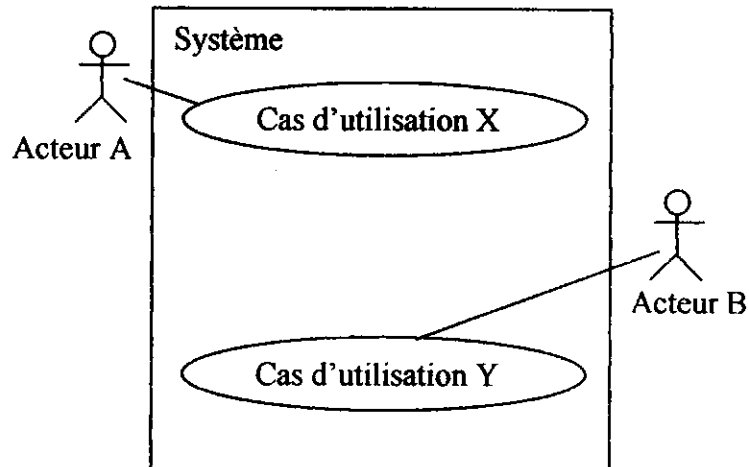 Système
Cas d'utilisation X
Acteur A
Acteur B
Cas d'utilisation Y